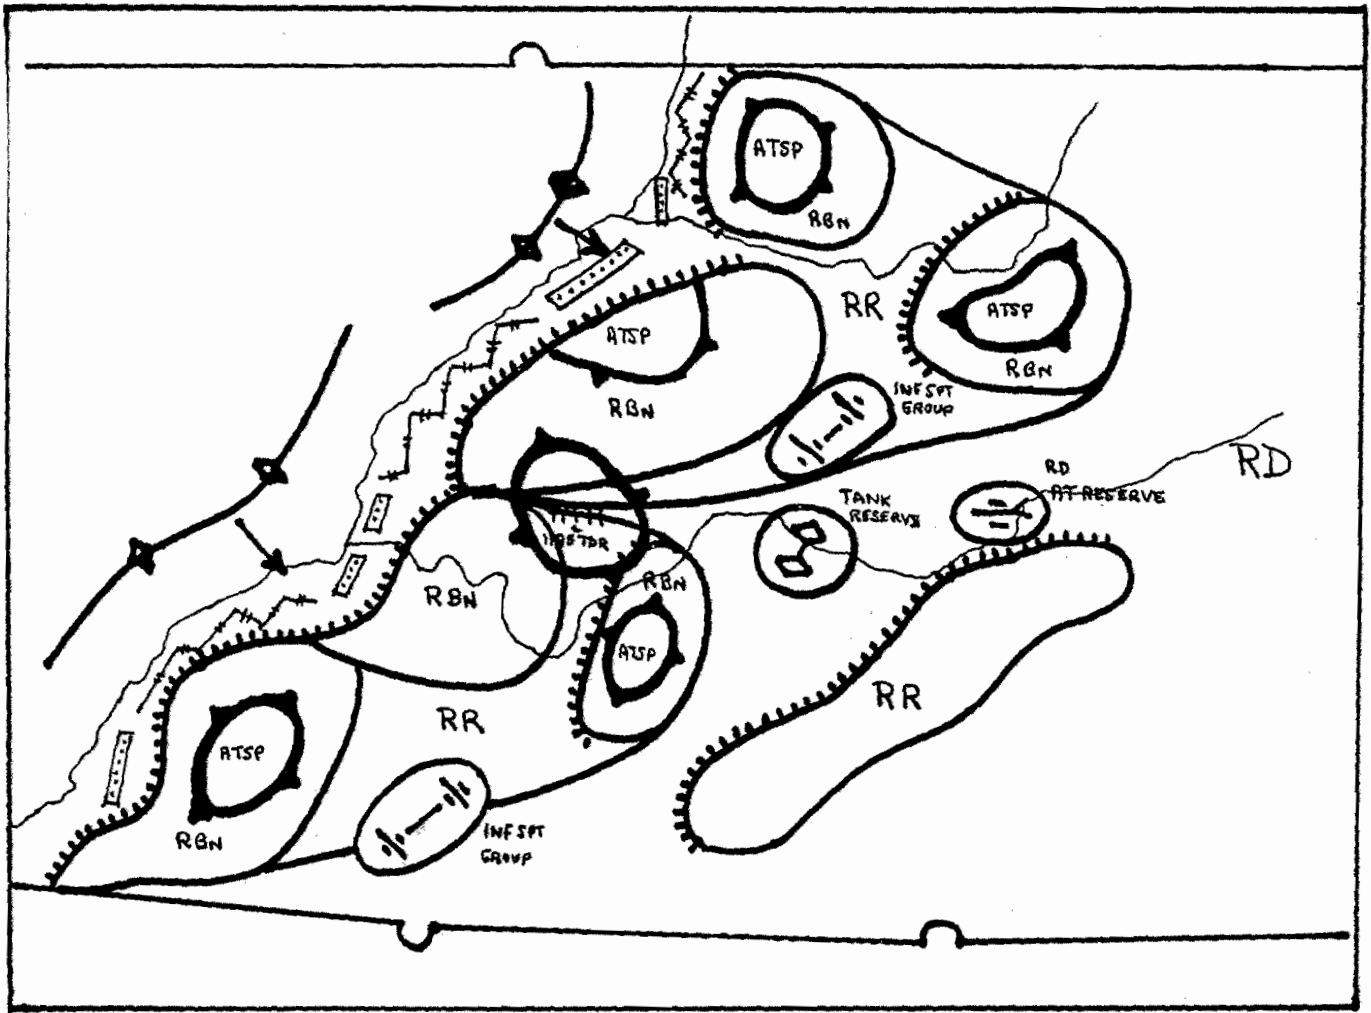 ATSP
RBN
RR
ATSP
RBN
ATSP
RBN
INF SPT
GROUP
RD
RD
AT RESERVE
TANK
RESERVE
RBN
RBN
ATSP
RR
RR
ATSP
RBN
INF SPT
GROUP